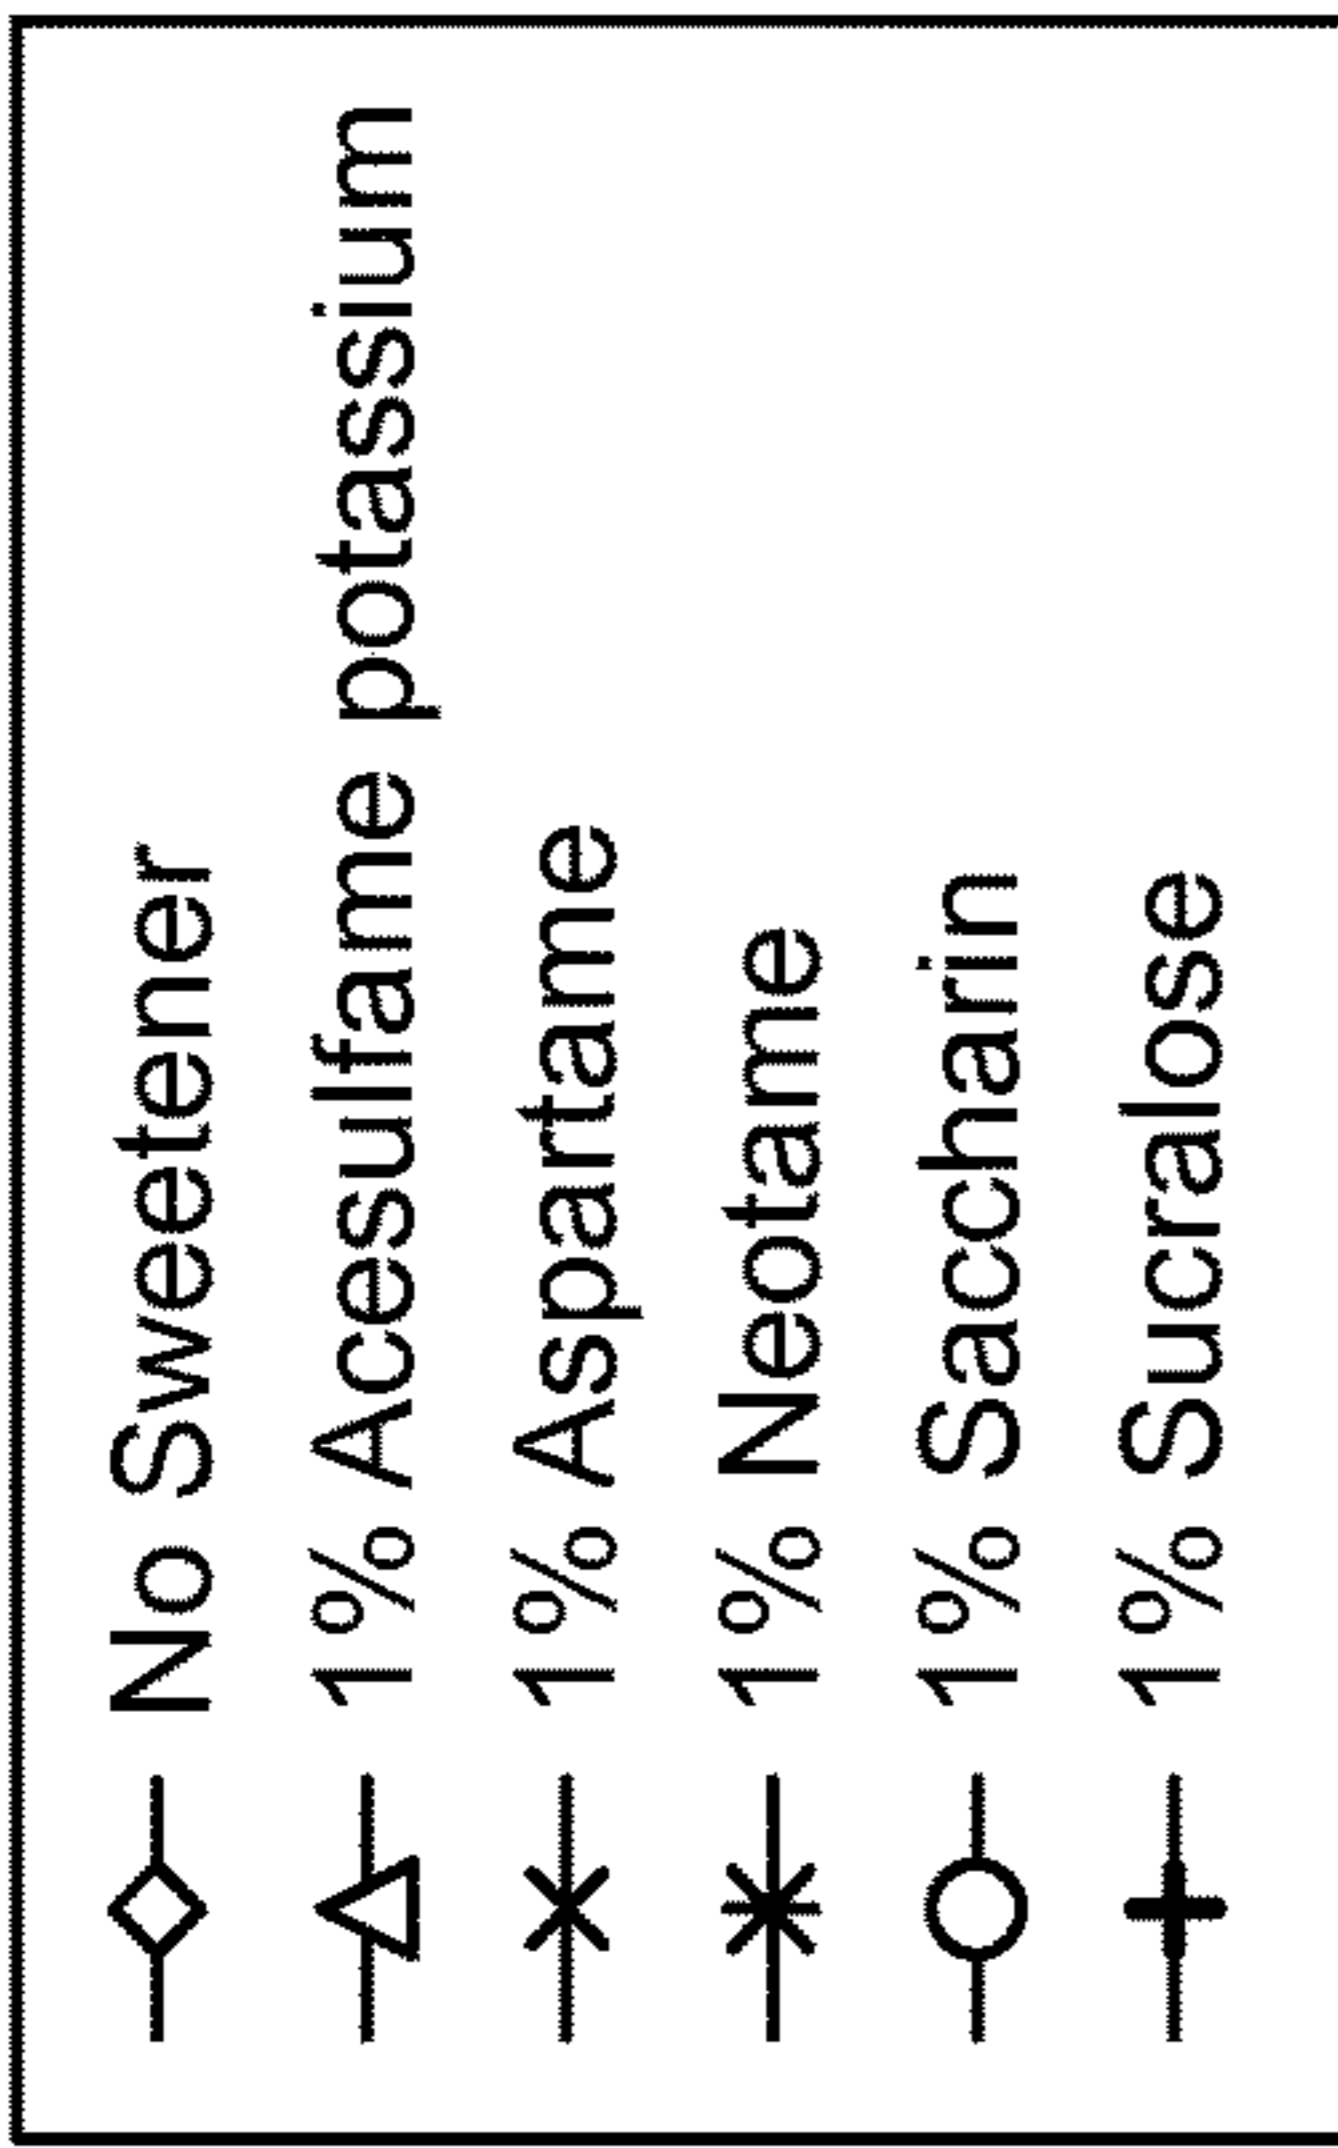 No Sweetener
1% Acesulfame potassium
1% Aspartame
1% Neotame
1% Saccharin
1% Sucralose